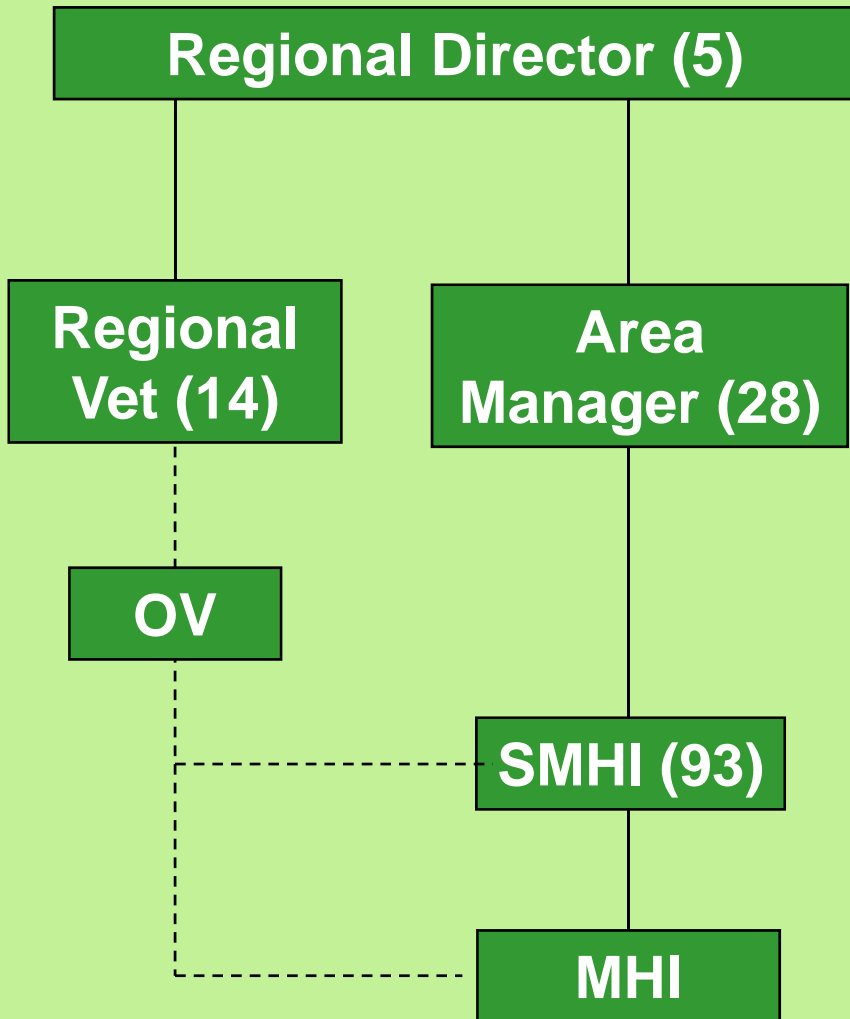 Regional Director (5)
Regional
Vet (14)
Area
Manager (28)
OV
SMHI (93)
MHI